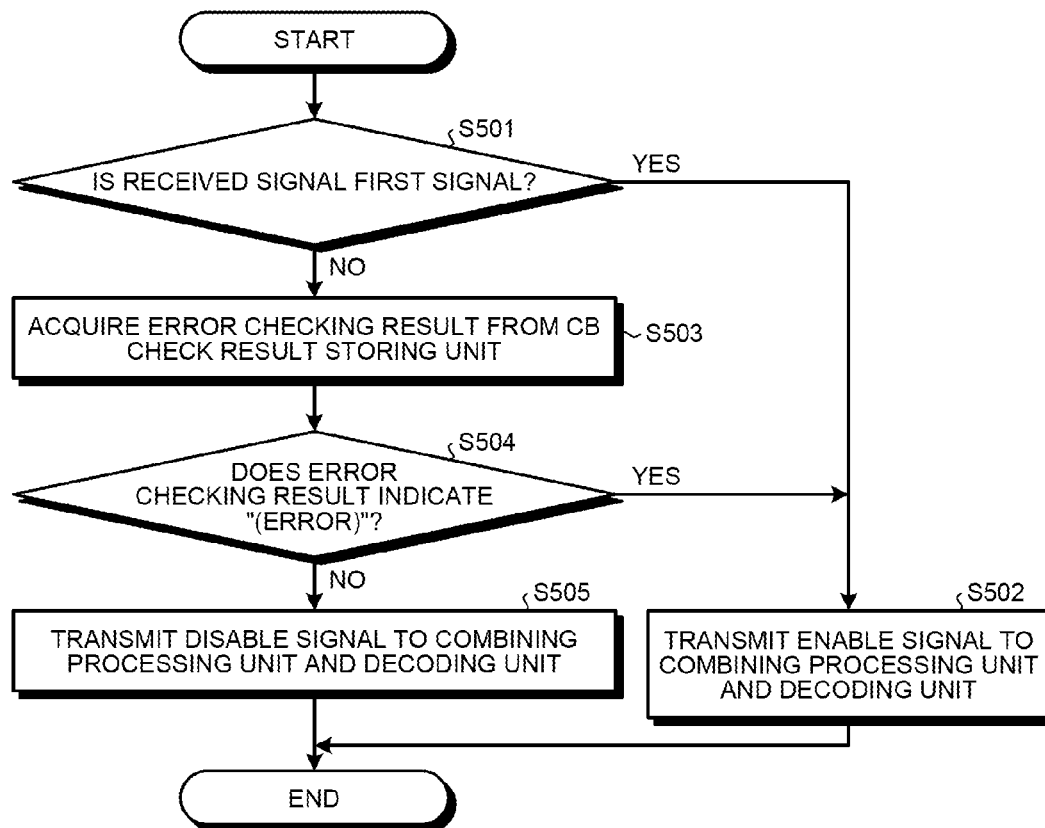 START
S501
IS RECEIVED SIGNAL FIRST SIGNAL?
YES
NO
ACQUIRE ERROR CHECKING RESULT FROM CB
CHECK RESULT STORING UNIT
S503
S504
DOES ERROR
CHECKING RESULT INDICATE
"(ERROR)"?
YES
NO
S505
TRANSMIT DISABLE SIGNAL TO COMBINING
PROCESSING UNIT AND DECODING UNIT
S502
TRANSMIT ENABLE SIGNAL TO
COMBINING PROCESSING UNIT
AND DECODING UNIT
END